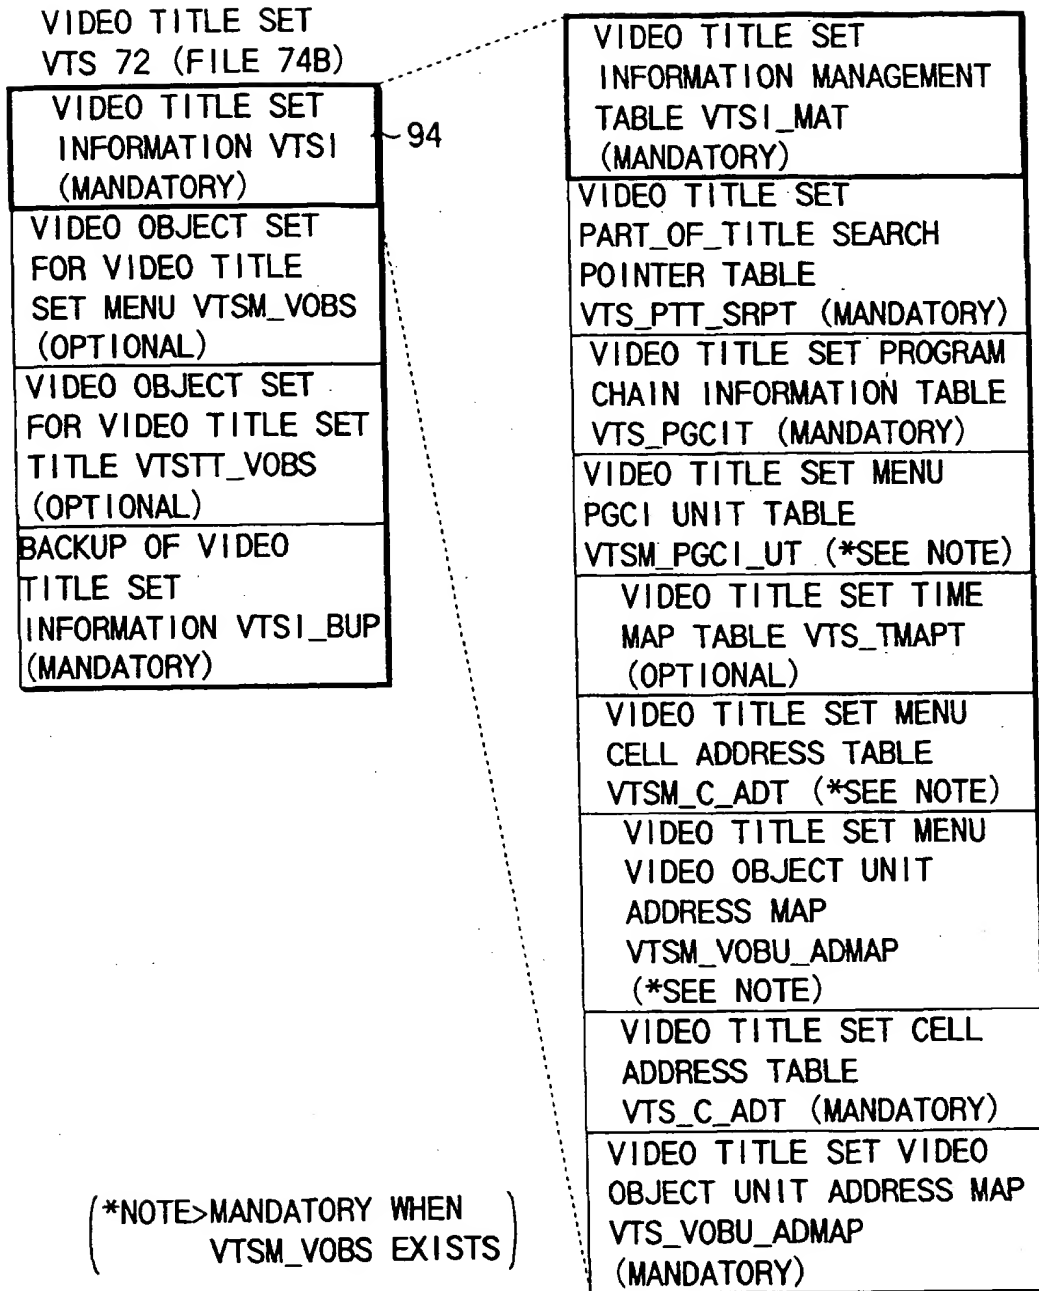 VIDEO TITLE SET
VTS 72 (FILE 74B)
VIDEO TITLE SET
INFORMATION VTSI
(MANDATORY)
94
VIDEO OBJECT SET
FOR VIDEO TITLE
SET MENU VTSM_VOBS
(OPTIONAL)
VIDEO OBJECT SET
FOR VIDEO TITLE SET
TITLE VTSTT_VOBS
(OPTIONAL)
BACKUP OF VIDEO
TITLE SET
INFORMATION VTSI_BUP
(MANDATORY)
VIDEO TITLE SET
INFORMATION MANAGEMENT
TABLE VTSI_MAT
(MANDATORY)
VIDEO TITLE SET
PART_OF_TITLE SEARCH
POINTER TABLE
VTS_PTT_SRPT (MANDATORY)
VIDEO TITLE SET PROGRAM
CHAIN INFORMATION TABLE
VTS_PGCIT (MANDATORY)
VIDEO TITLE SET MENU
PGCI UNIT TABLE
VTSM_PGCI_UT (*SEE NOTE)
VIDEO TITLE SET TIME
MAP TABLE VTS_TMAPT
(OPTIONAL)
VIDEO TITLE SET MENU
CELL ADDRESS TABLE
VTSM_C_ADT (*SEE NOTE)
VIDEO TITLE SET MENU
VIDEO OBJECT UNIT
ADDRESS MAP
VTSM_VOBU_ADMAP
(*SEE NOTE)
VIDEO TITLE SET CELL
ADDRESS TABLE
VTS_C_ADT (MANDATORY)
VIDEO TITLE SET VIDEO
OBJECT UNIT ADDRESS MAP
VTS_VOBU_ADMAP
(MANDATORY)
(*NOTE>MANDATORY WHEN
VTSM_VOBS EXISTS)